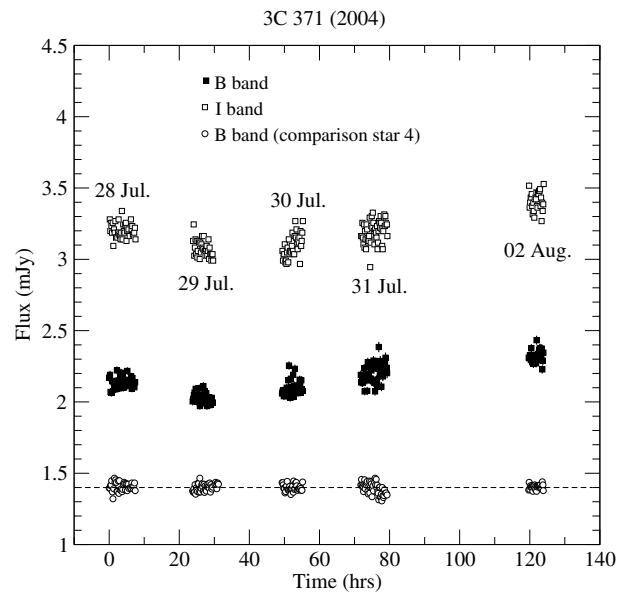 3C 371 (2004)
4.5
B band
I band
B band (comparison star 4)
4
3.5
28 Jul.
30 Jul.
3
29 Jul.
31 Jul.
02 Aug.
Flux (mJy)
2.5
2
1.5
1
0 20 40 60 80 100 120 140
Time (hrs)